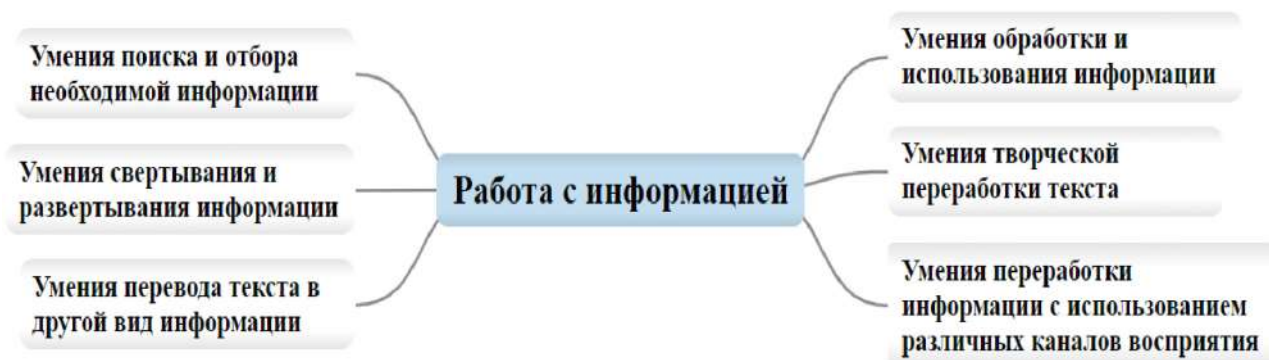 Умения поиска и отбора
необходимой информации
Умения свертывания и
развертывания информации
Умения перевода текста в
другой вид информации
Работа с информацией
Умения обработки и
использования информации
Умения творческой
переработки текста
Умения переработки
информации с использованием
различных каналов восприятия